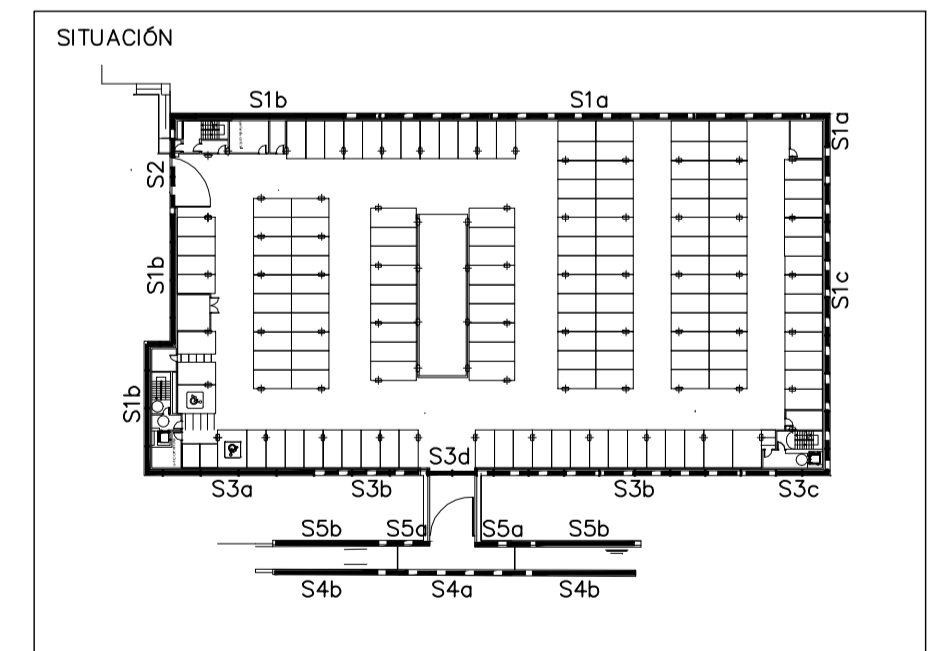 SITUACIÓN
S1b
S1a
S1a
S2
S1b
S1c
S1b
S3d
S3a
S3b
S3b
S3c
S5b
S5a
S5a
S5b
S4b
S4a
S4b